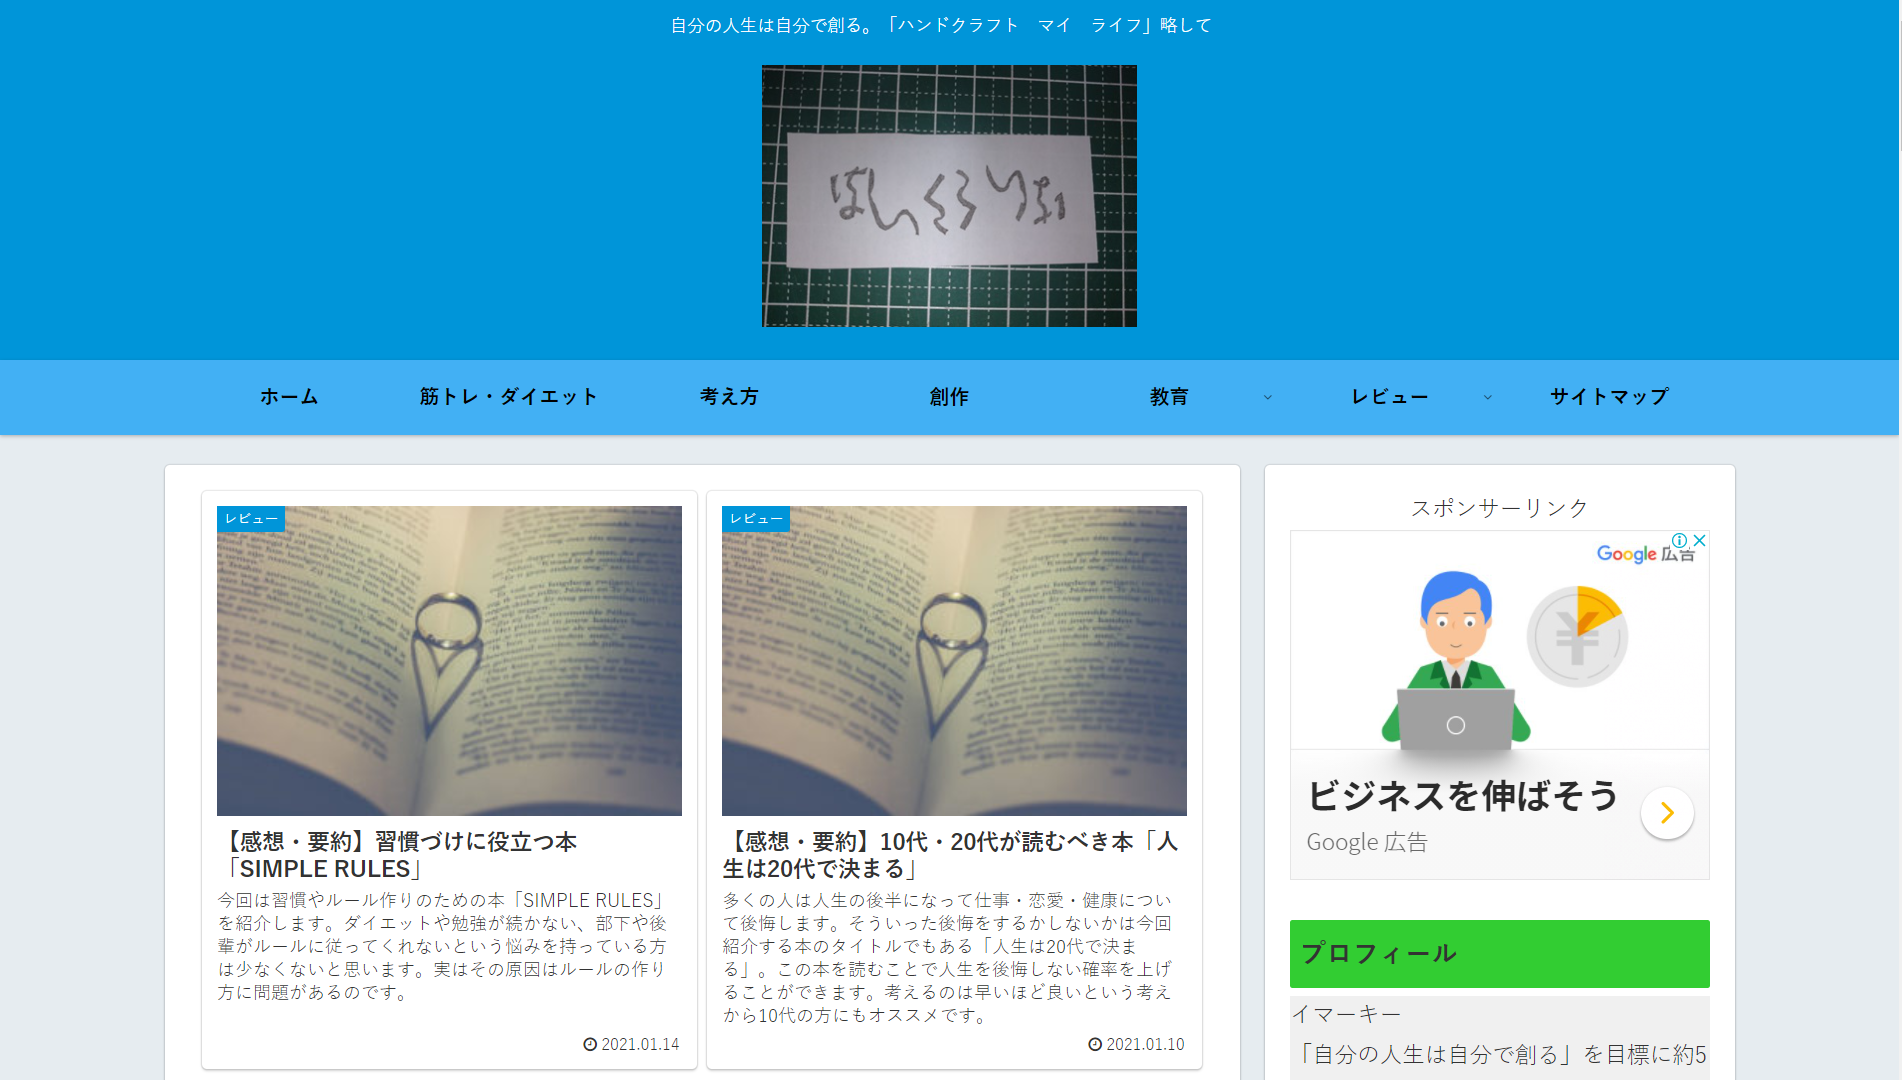 自分の人生は自分で創る。「ハンドクラフト　マイ　ライフ」略して
ホーム
筋トレ・ダイエット
考え方
創作
教育
レビュー
サイトマップ
レビュー
【感想・要約】習慣づけに役立つ本
「SIMPLE RULES」
今回は習慣やルール作りのための本「SIMPLE RULES」
を紹介します。ダイエットや勉強が続かない、部下や後
輩がルールに従ってくれないという悩みを持っている方
は少なくないと思います。実はその原因はルールの作り
方に問題があるのです。
2021.01.14
レビュー
【感想・要約】10代・20代が読むべき本「人
生は20代で決まる」
多くの人は人生の後半になって仕事・恋愛・健康につい
て後悔します。そういった後悔をするかしないかは今回
紹介する本のタイトルでもある「人生は20代で決ま
る」。この本を読むことで人生を後悔しない確率を上げ
ることができます。考えるのは早いほど良いという考え
から10代の方にもオススメです。
2021.01.10
スポンサーリンク
Google 広告
ビジネスを伸ばそう
Google 広告
プロフィール
イマーキー
「自分の人生は自分で創る」を目標に約5